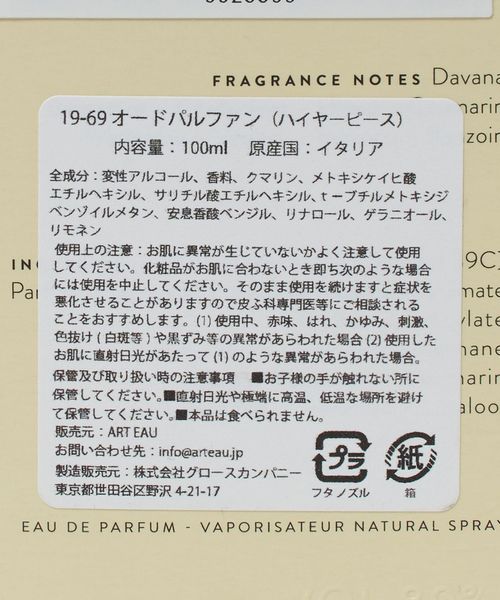 FRAGRANCE NOTES Davana
19-69 オードパルファン（ハイヤーピース）
内容量：100ml　原産国：イタリア
全成分：変性アルコール、香料、クマリン、メトキシケイヒ酸
エチルヘキシル、サリチル酸エチルヘキシル、t－ブチルメトキシジ
ベンゾイルメタン、安息香酸ベンジル、リナロール、ゲラニオール、
リモネン
使用上の注意：お肌に異常が生じていないかよく注意して使用
してください。化粧品がお肌に合わないとき即ち次のような場合
には使用を中止してください。そのまま使用を続けますと症状を
悪化させることがありますので皮ふ科専門医等にご相談される
ことをおすすめします。(1) 使用中、赤味、はれ、かゆみ、刺激、
色抜け ( 白斑等 ) や黒ずみ等の異常があらわれた場合 (2) 使用した
お肌に直射日光があたって (1) のような異常があらわれた場合。
保管及び取り扱い時の注意事項　■お子様の手が触れない所に
保管してください。■直射日光や極端に高温、低温な場所を避け
て保管してください。■本品は食べられません。
販売元：ART EAU
お問い合わせ先：info@arteau.jp
製造販売元：株式会社グロースカンパニー
東京都世田谷区野沢 4-21-17
プラ
フタノズル
紙
箱
EAU DE PARFUM - VAPORISATEUR NATURAL SPRAY